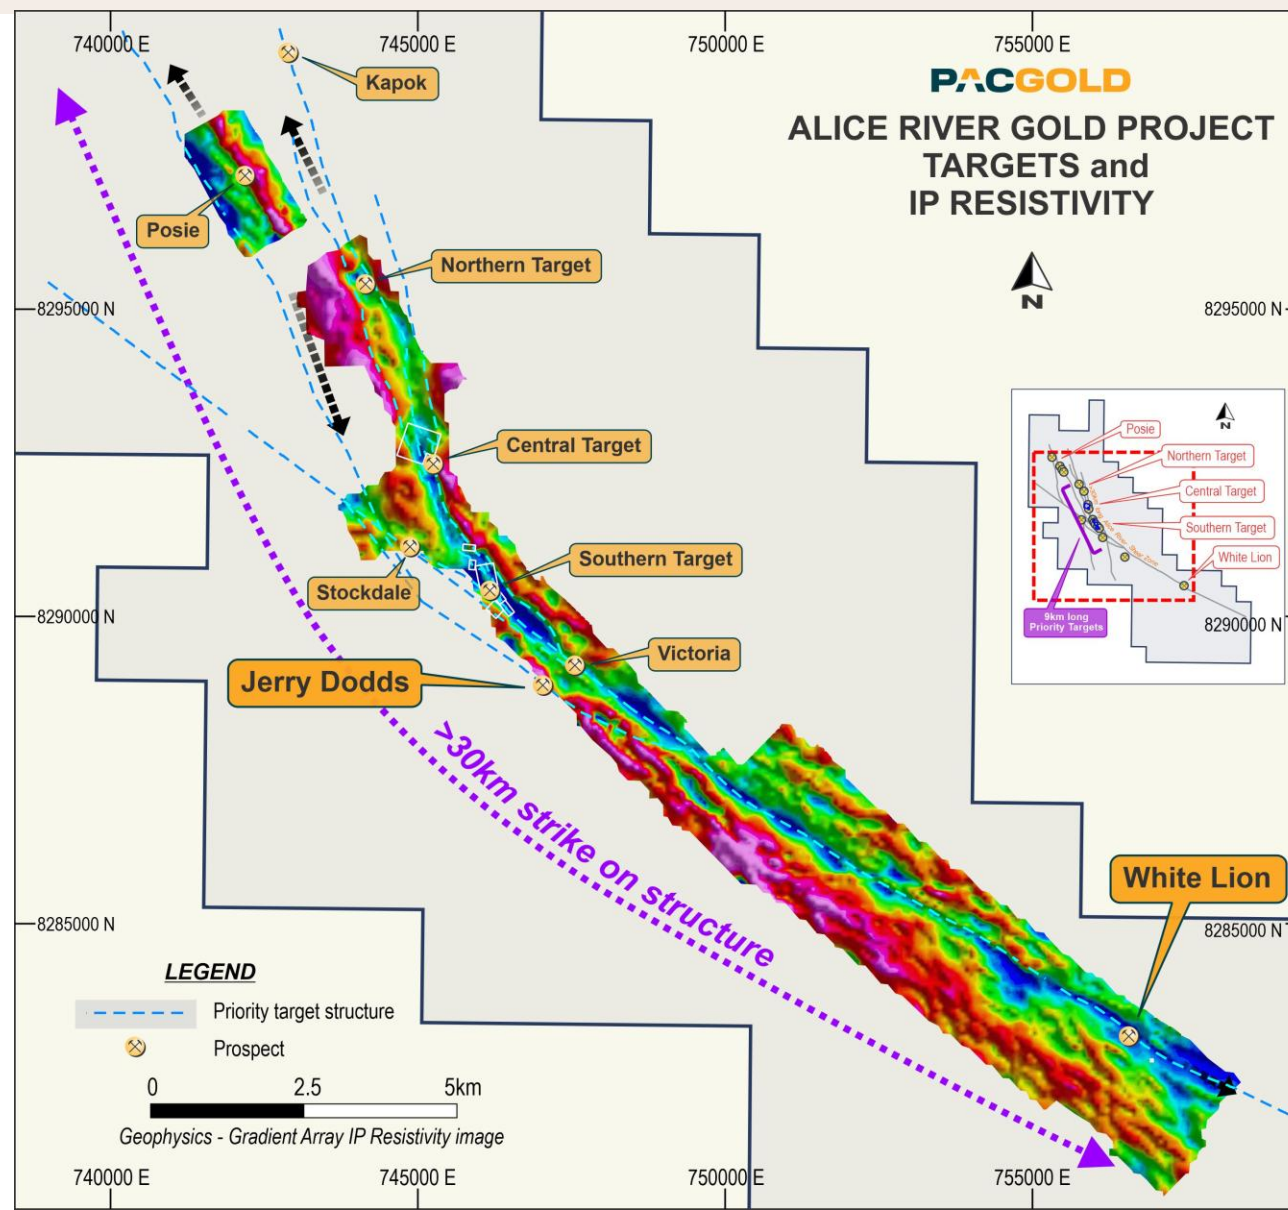 740000 E
745000 E
750000 E
755000 E
PACGOLD
ALICE RIVER GOLD PROJECT
TARGETS and
IP RESISTIVITY
N
Kapok
Posie
Northern Target
8295000 N
8295000 N
Central Target
Southern Target
Stockdale
8290000 N
8290000 N
Victoria
Jerry Dodds
>30km strike on structure
White Lion
8285000 N
8285000 N
N
Posie
Northern Target
Central Target
Southern Target
White Lion
9km long
Priority Targets
LEGEND
Priority target structure
Prospect
0 2.5 5km
Geophysics - Gradient Array IP Resistivity image
740000 E
745000 E
750000 E
755000 E